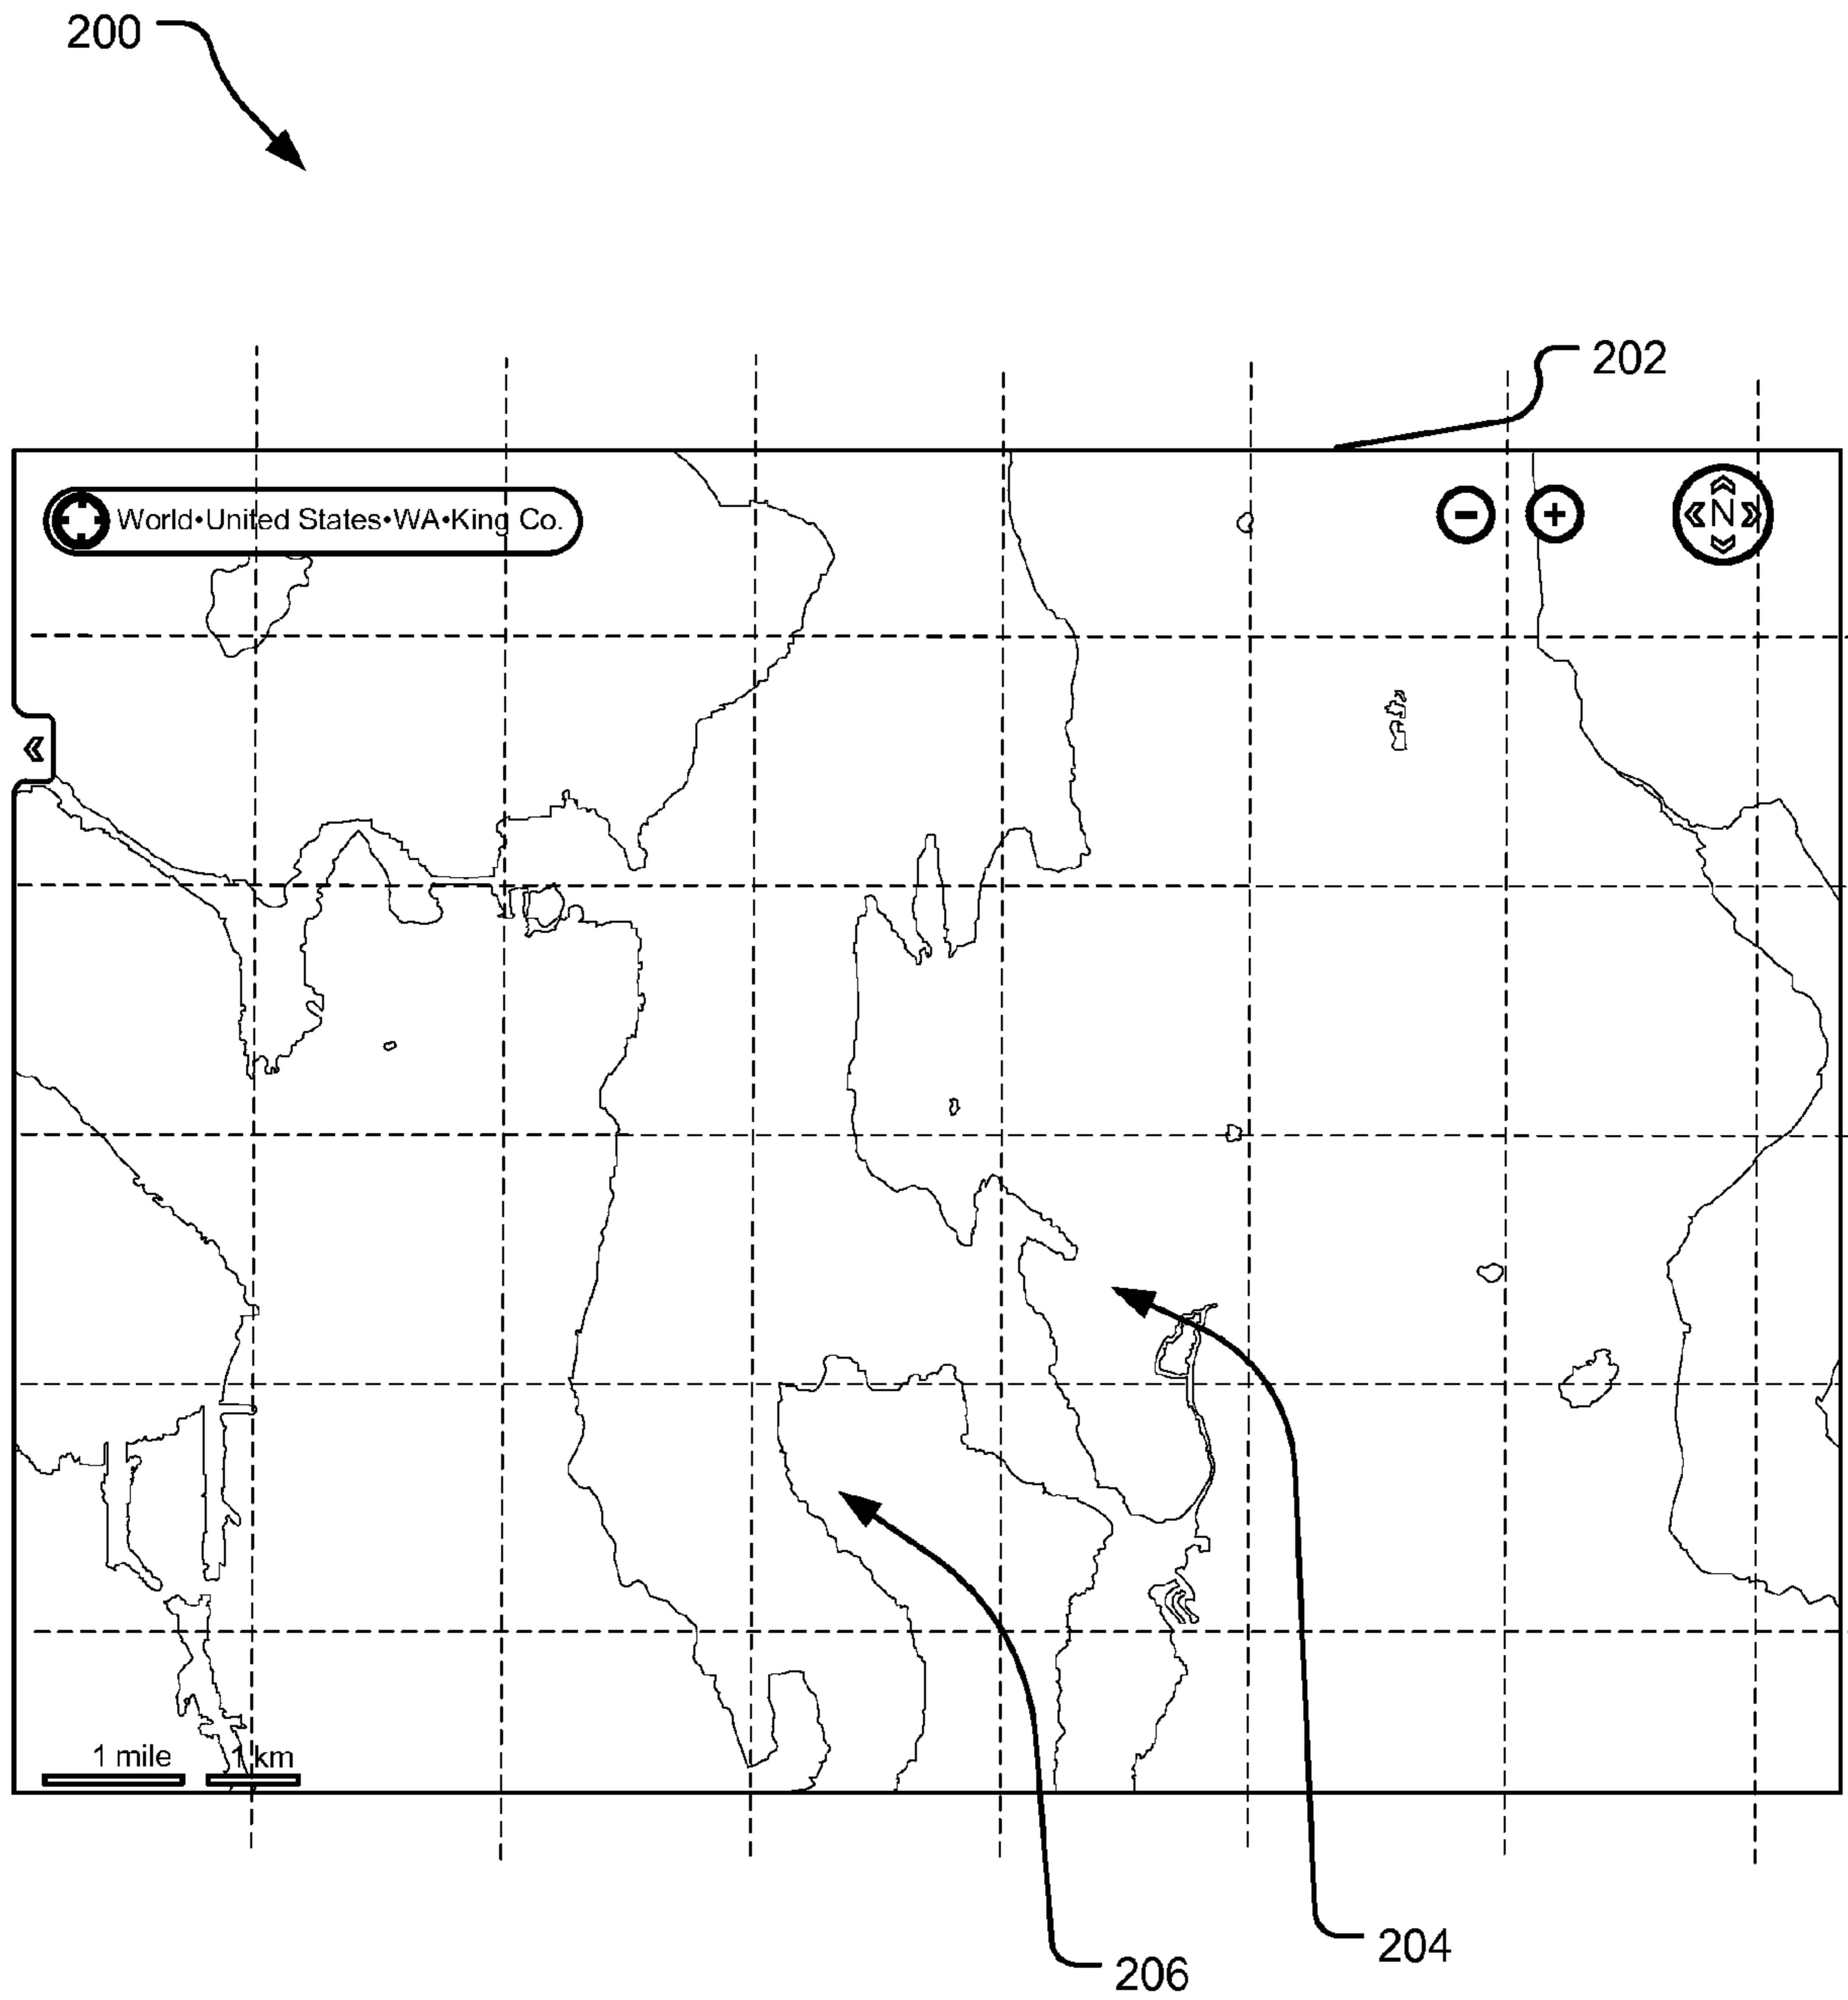 200
202
World•United States•WA•King Co.
- + N
1 mile 1 km
204
206